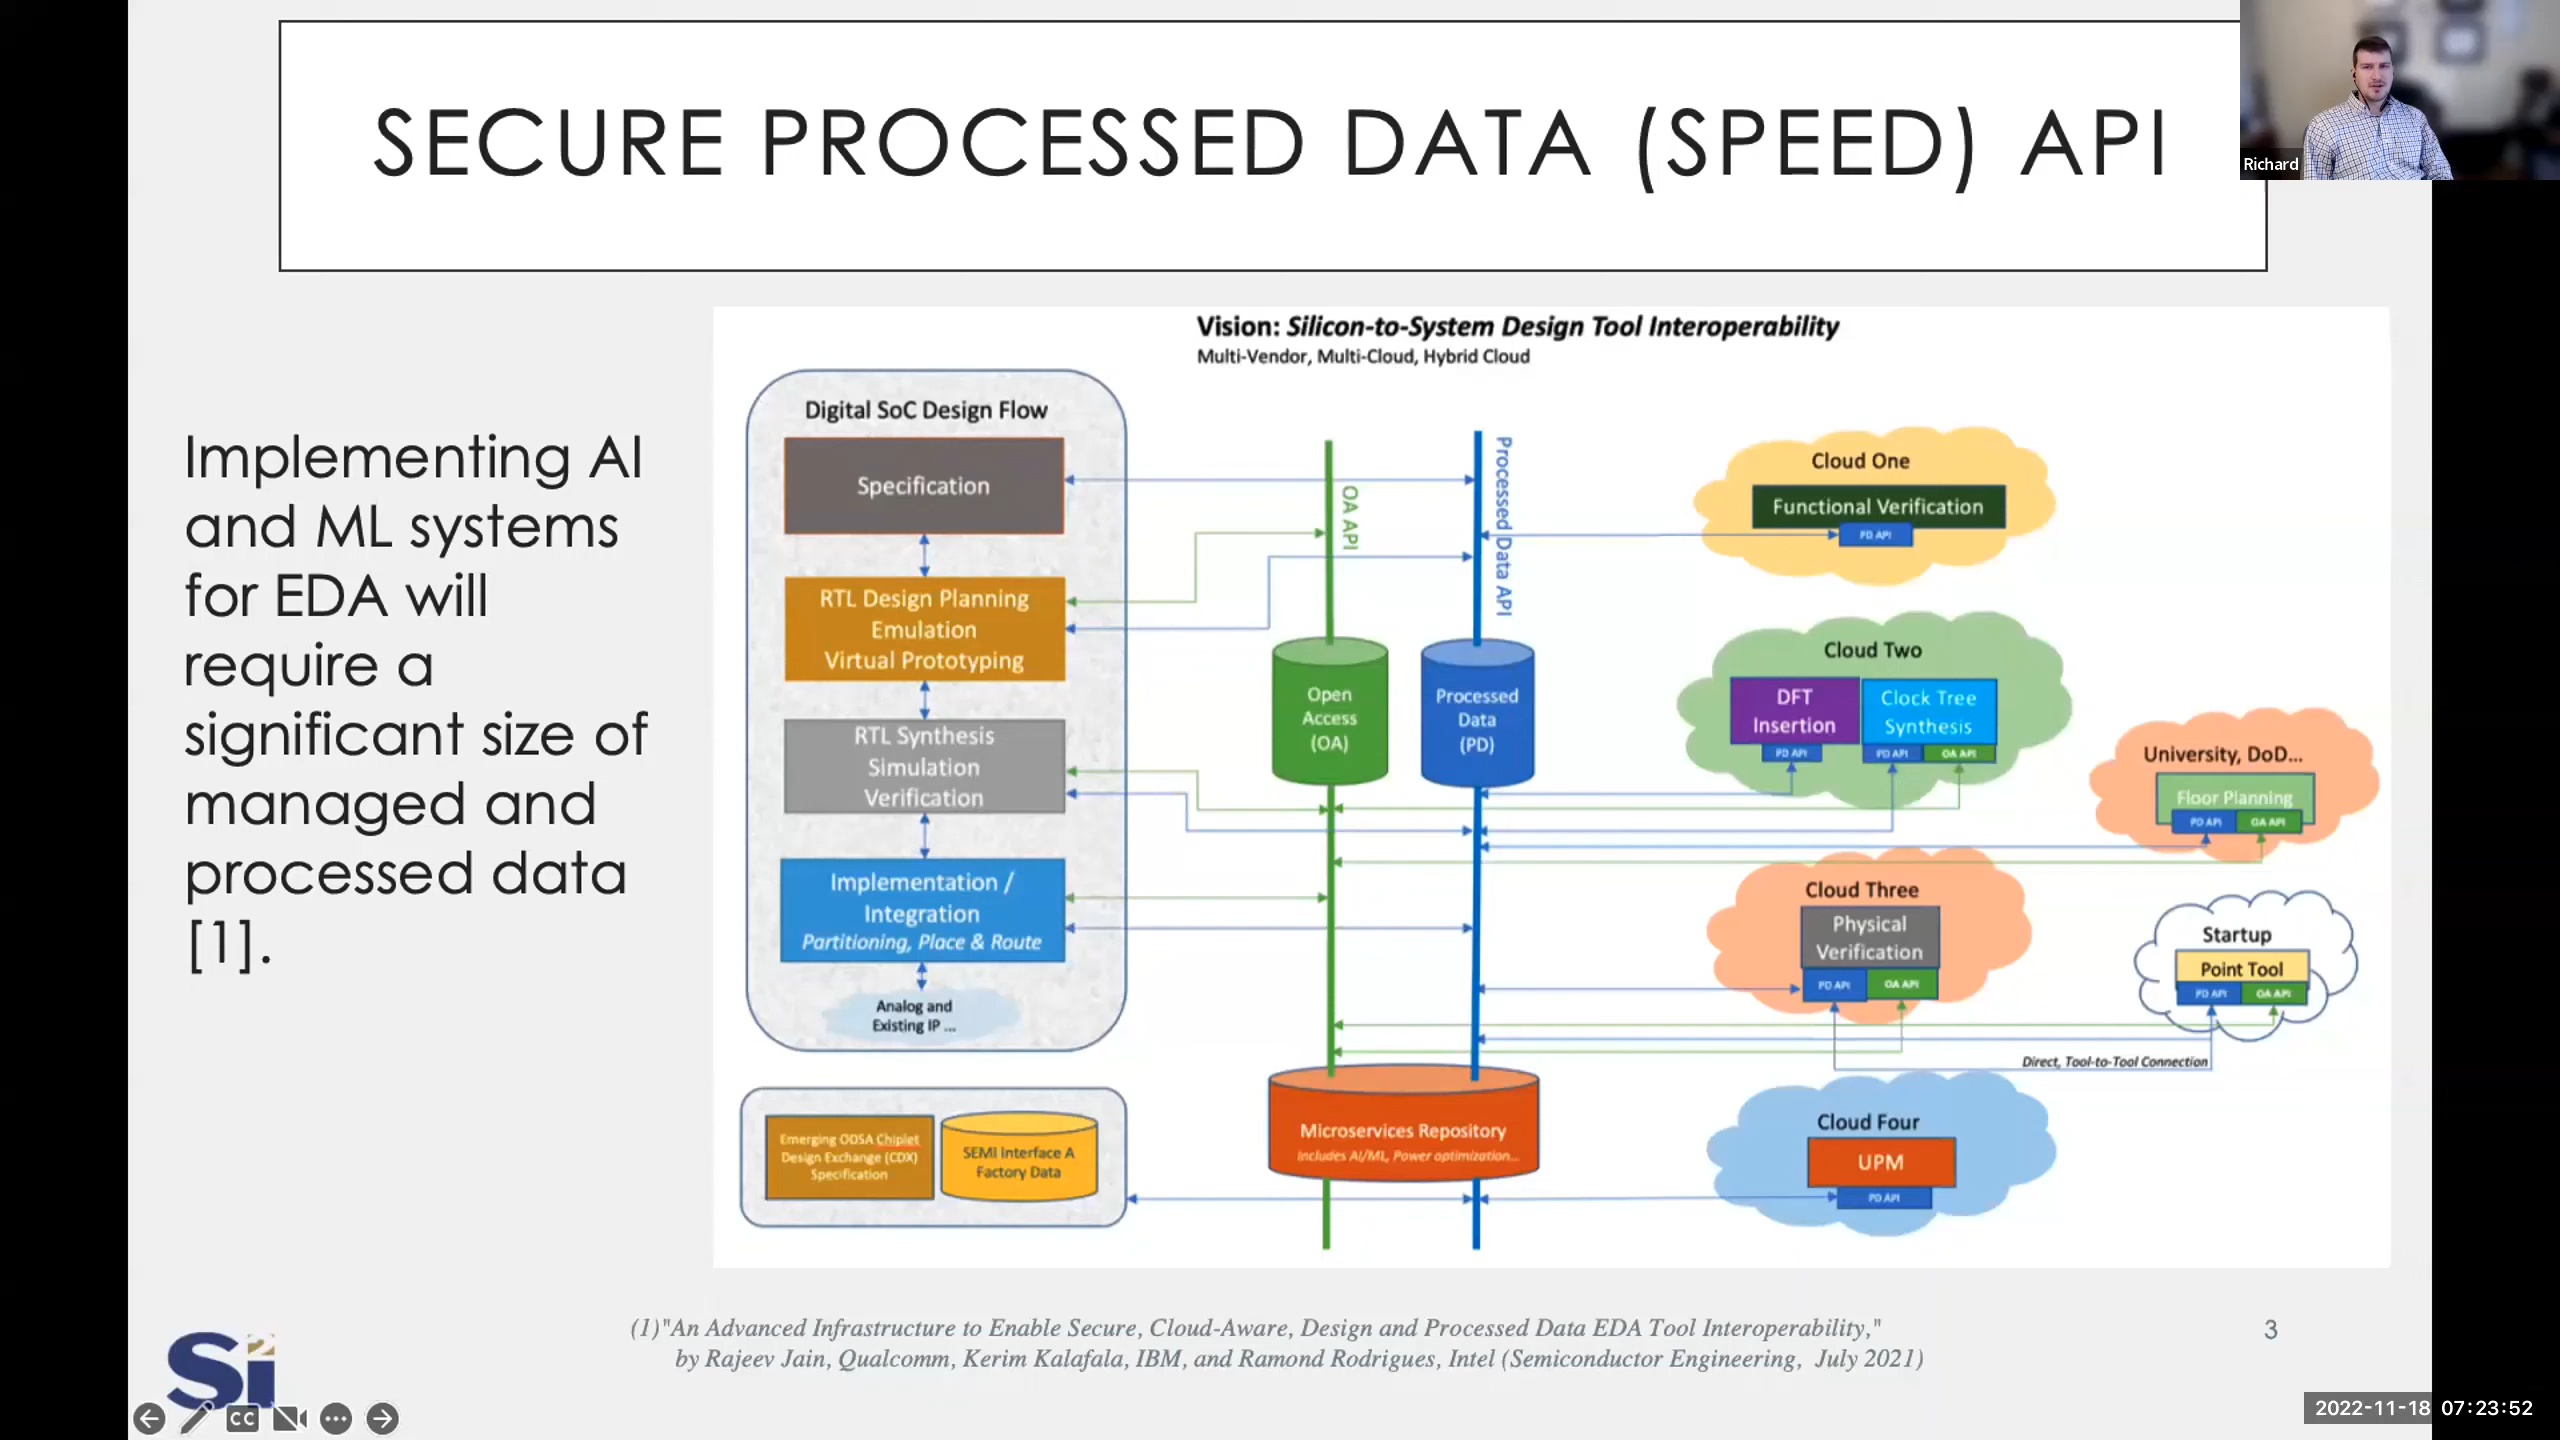 SECURE PROCESSED DATA (SPEED) API
Richard
Implementing AI
and ML systems
for EDA will
require a
significant size of
managed and
processed data
[1].
Vision: Silicon-to-System Design Tool Interoperability
Multi-Vendor, Multi-Cloud, Hybrid Cloud
Digital SoC Design Flow
Specification
RTL Design Planning
Emulation
Virtual Prototyping
RTL Synthesis
Simulation
Verification
Implementation /
Integration
Partitioning, Place & Route
Analog and
Existing IP ...
Emerging ODSA Chiplet
Design Exchange (CDX)
Specification
SEMI Interface A
Factory Data
OA API
Processed Data API
Open
Access
(OA)
Processed
Data
(PD)
Microservices Repository
Includes AI/ML, Power optimization...
Cloud One
Functional Verification
PD API
Cloud Two
DFT
Insertion
PD API
Clock Tree
Synthesis
PD API
OA API
University, DoD...
Floor Planning
PD API
OA API
Cloud Three
Physical
Verification
PD API
OA API
Startup
Point Tool
PD API
OA API
Direct, Tool-to-Tool Connection
Cloud Four
UPM
PD API
(1)"An Advanced Infrastructure to Enable Secure, Cloud-Aware, Design and Processed Data EDA Tool Interoperability,"
by Rajeev Jain, Qualcomm, Kerim Kalafala, IBM, and Ramond Rodrigues, Intel (Semiconductor Engineering, July 2021)
3
Si2
CC
2022-11-18 07:23:52